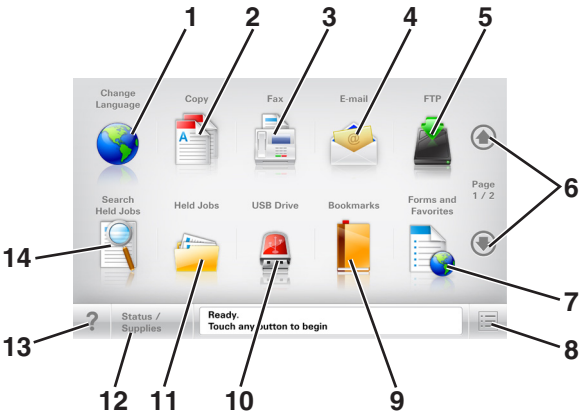 1 2 3 4 5
Change
Language
Copy
Fax
E-mail
FTP
6
Page
1 / 2
Search
Held Jobs
Held Jobs
USB Drive
Bookmarks
Forms and
Favorites
A
@
14
7
?
Status /
Supplies
Ready.
Touch any button to begin
13
8
12 11 10 9